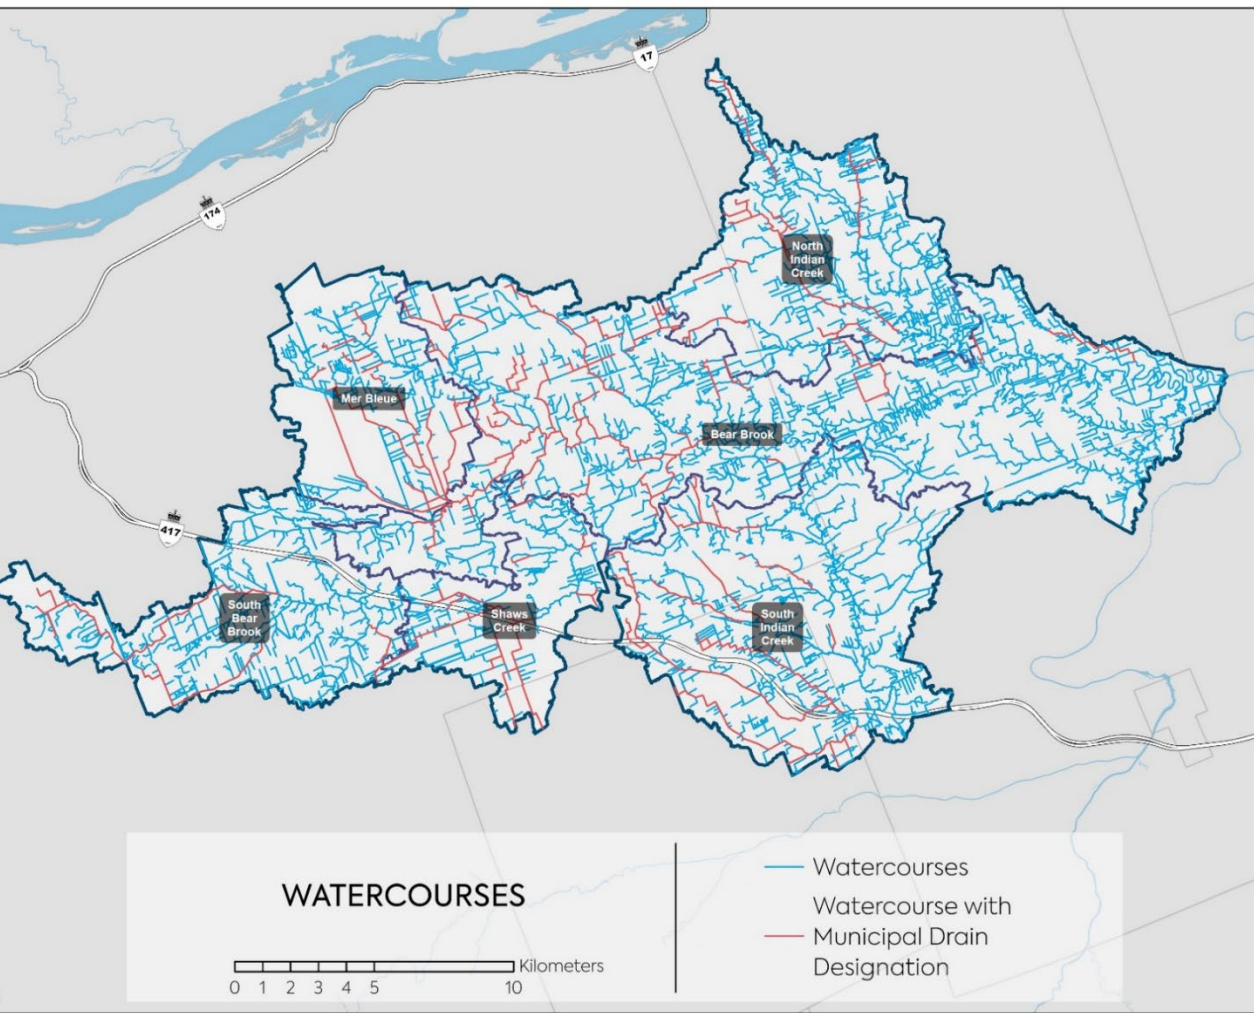 17
174
North
Indian
Creek
Mer Bleue
Bear Brook
417
South
Bear
Brook
Shaws
Creek
South
Indian
Creek
WATERCOURSES
Kilometers
0 1 2 3 4 5 10
Watercourses
Watercourse with
Municipal Drain
Designation